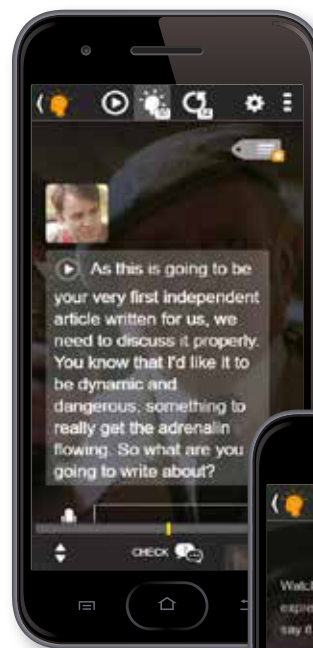 As this is going to be
your very first independent
article written for us, we
need to discuss it properly.
You know that I'd like it to
be dynamic and
dangerous; something to
really get the adrenalin
flowing. So what are you
going to write about?
CHECK
say it